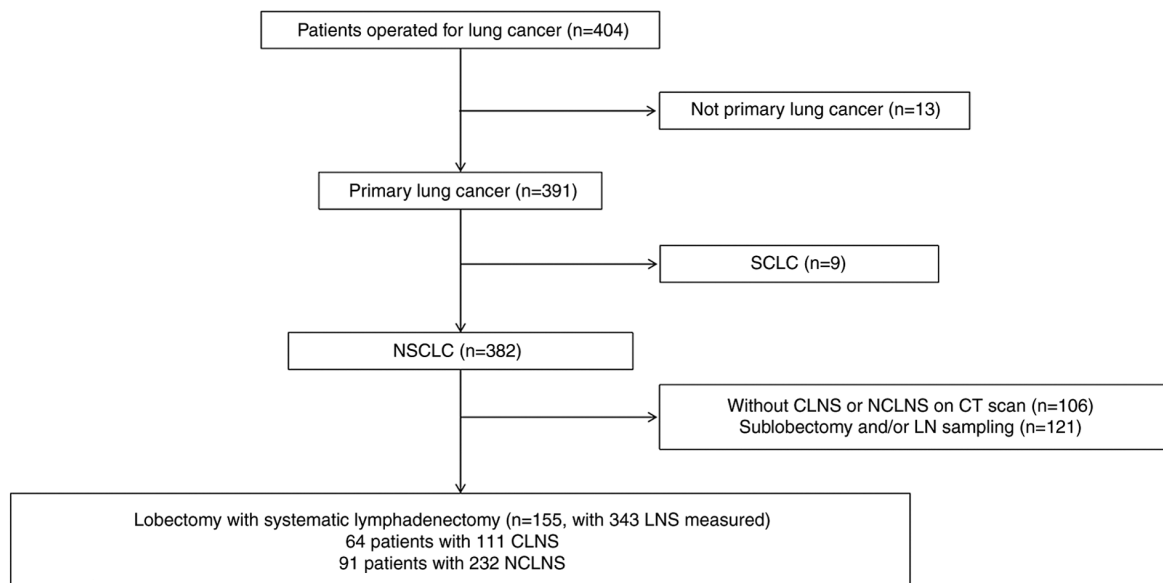 Patients operated for lung cancer (n=404)
Not primary lung cancer (n=13)
Primary lung cancer (n=391)
SCLC (n=9)
NSCLC (n=382)
Without CLNS or NCLNS on CT scan (n=106)
Sublobectomy and/or LN sampling (n=121)
Lobectomy with systematic lymphadenectomy (n=155, with 343 LNS measured)
64 patients with 111 CLNS
91 patients with 232 NCLNS